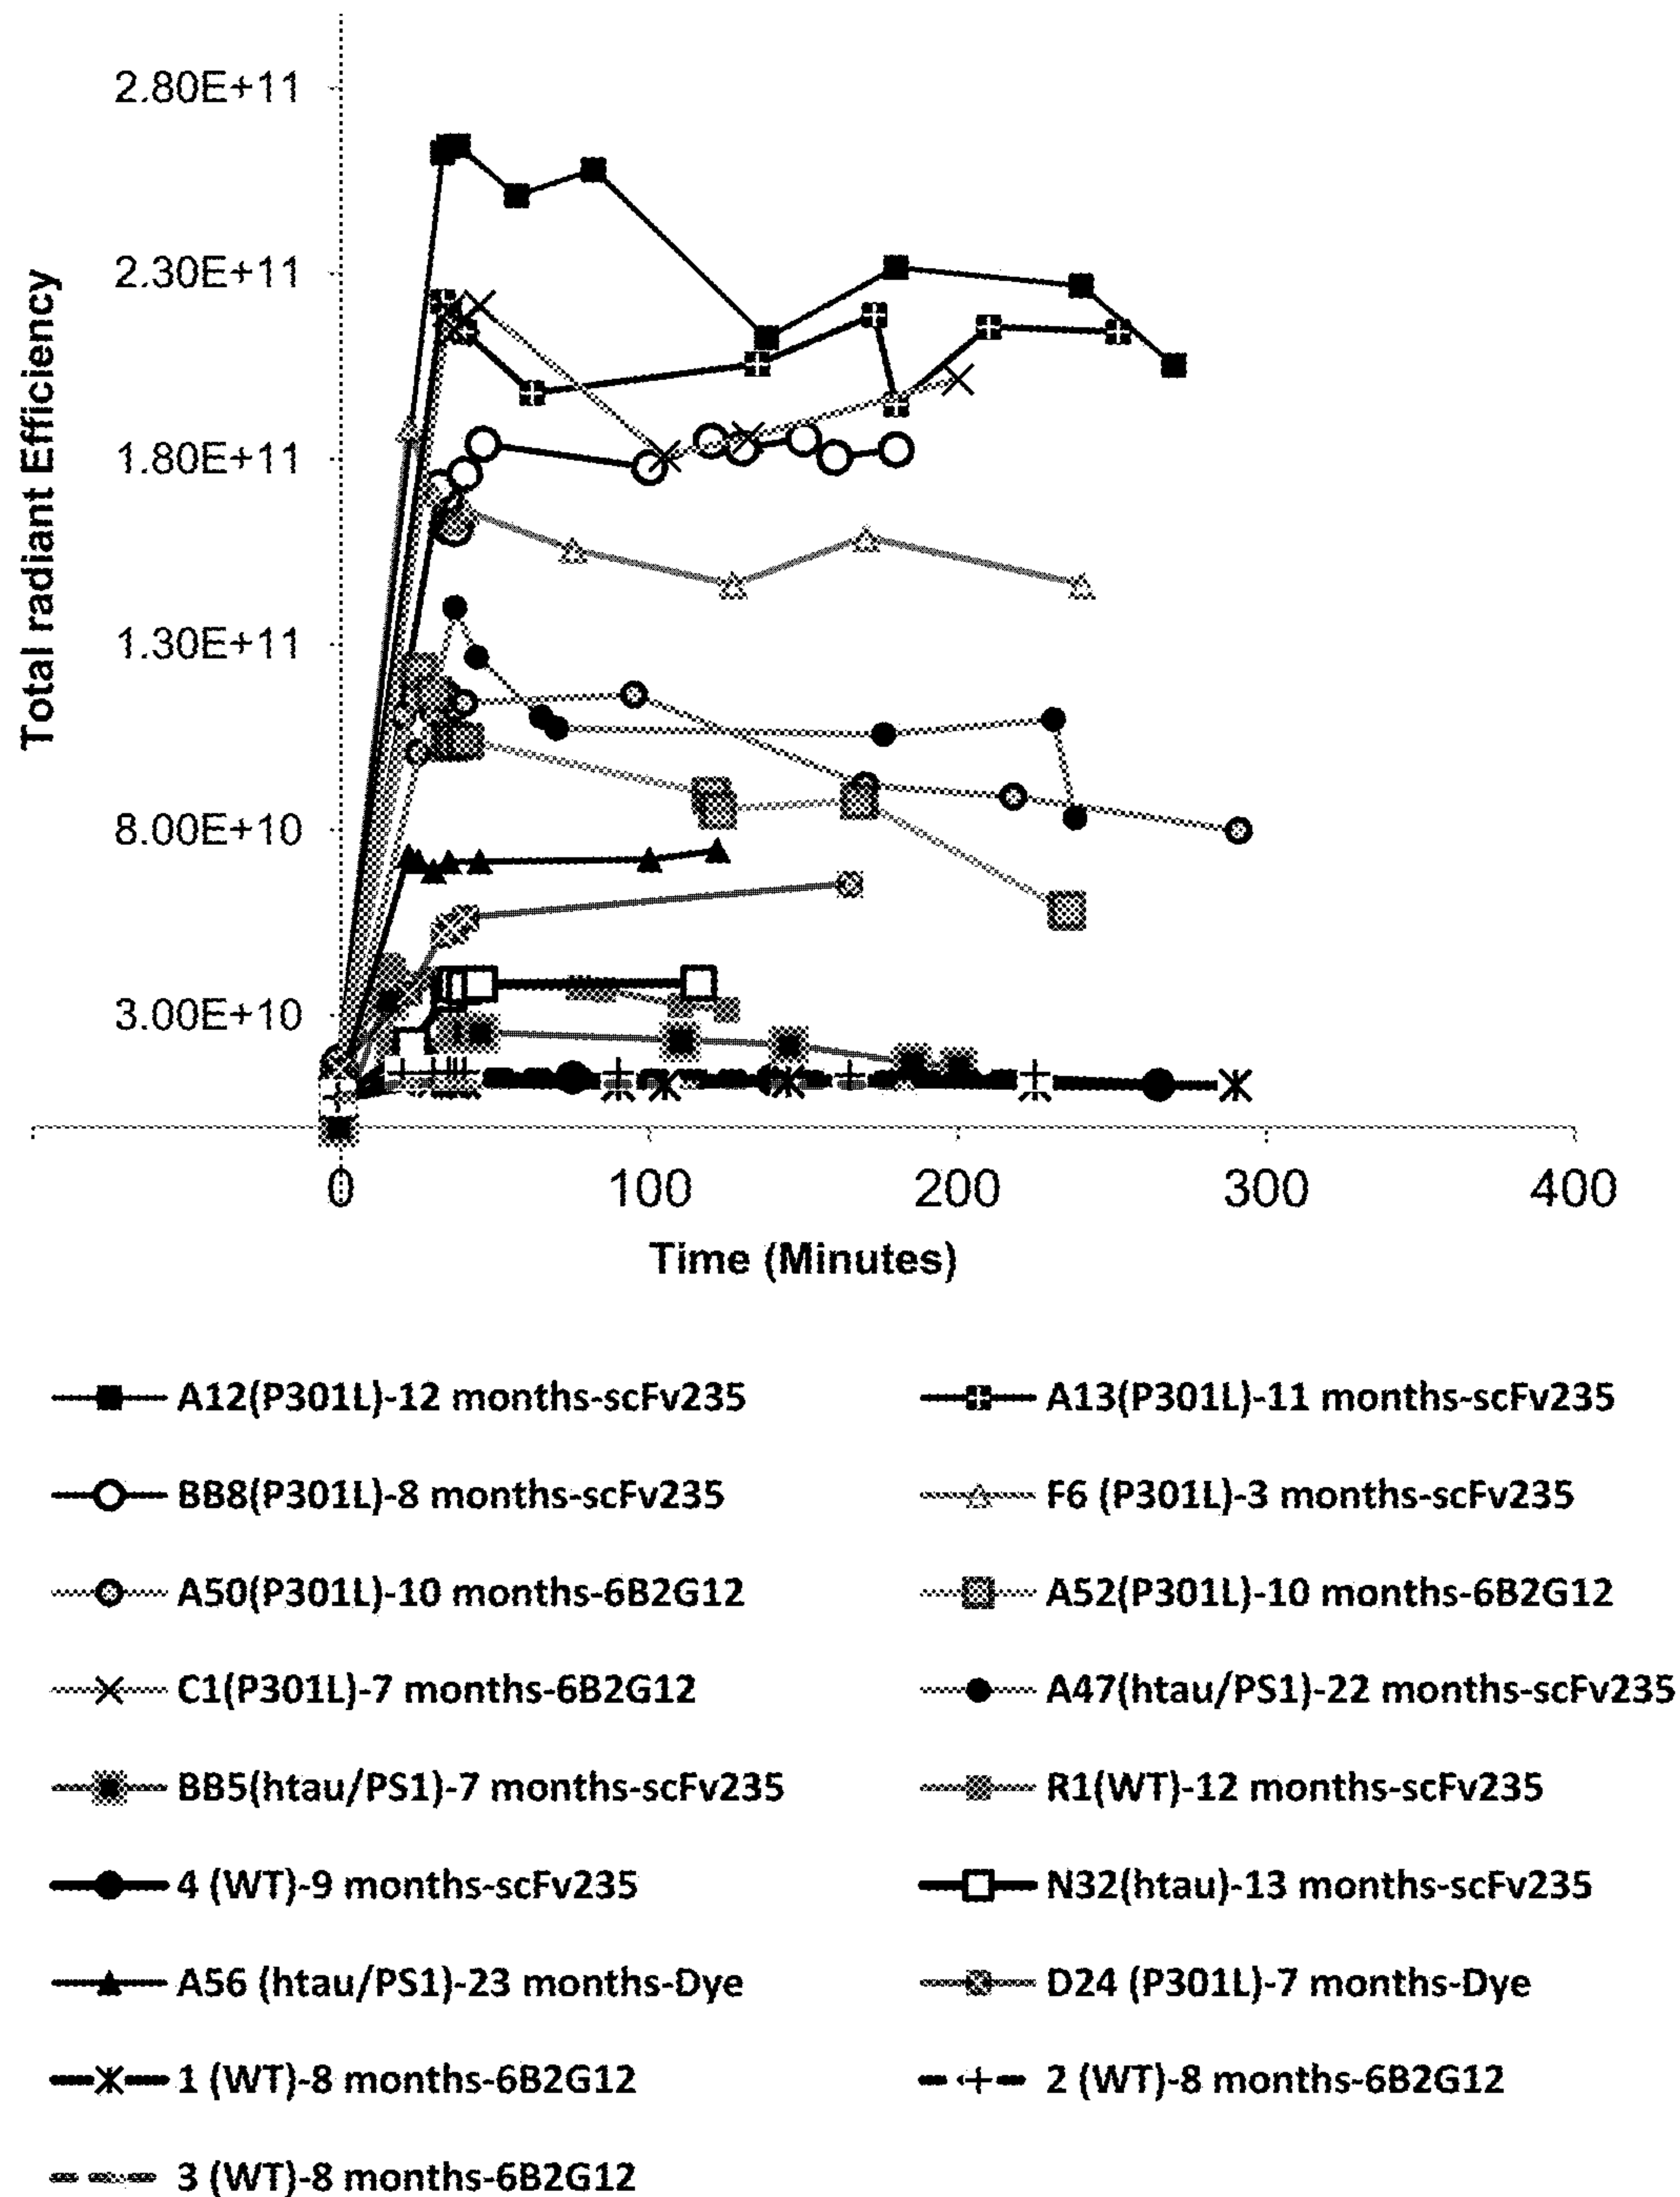 Total radiant Efficiency
2.80E+11
2.30E+11
1.80E+11
1.30E+11
8.00E+10
3.00E+10
0 100 200 300 400
Time (Minutes)
A12(P301L)-12 months-scFv235
A13(P301L)-11 months-scFv235
BB8(P301L)-8 months-scFv235
F6 (P301L)-3 months-scFv235
A50(P301L)-10 months-6B2G12
A52(P301L)-10 months-6B2G12
C1(P301L)-7 months-6B2G12
A47(htau/PS1)-22 months-scFv235
BB5(htau/PS1)-7 months-scFv235
R1(WT)-12 months-scFv235
4 (WT)-9 months-scFv235
N32(htau)-13 months-scFv235
A56 (htau/PS1)-23 months-Dye
D24 (P301L)-7 months-Dye
1 (WT)-8 months-6B2G12
2 (WT)-8 months-6B2G12
3 (WT)-8 months-6B2G12